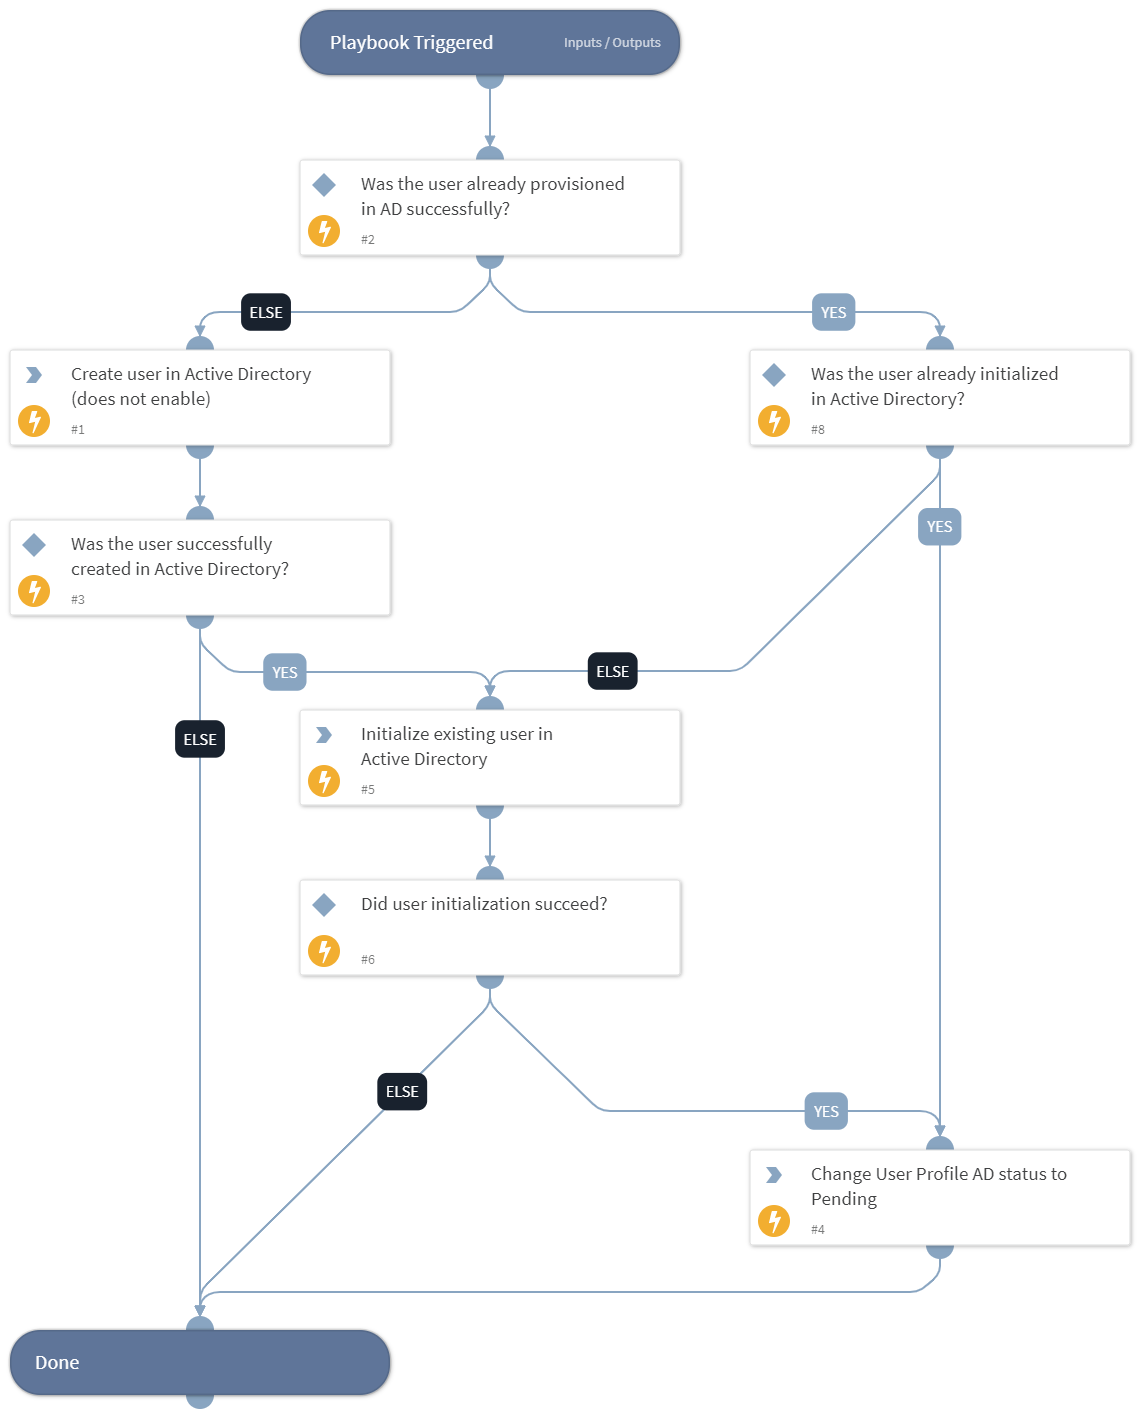 Playbook Triggered
Inputs / Outputs
Was the user already provisioned
in AD successfully?
#2
ELSE
YES
Create user in Active Directory
(does not enable)
#1
Was the user already initialized
in Active Directory?
#8
YES
Was the user successfully
created in Active Directory?
#3
YES
ELSE
ELSE
Initialize existing user in
Active Directory
#5
Did user initialization succeed?
#6
ELSE
YES
Change User Profile AD status to
Pending
#4
Done